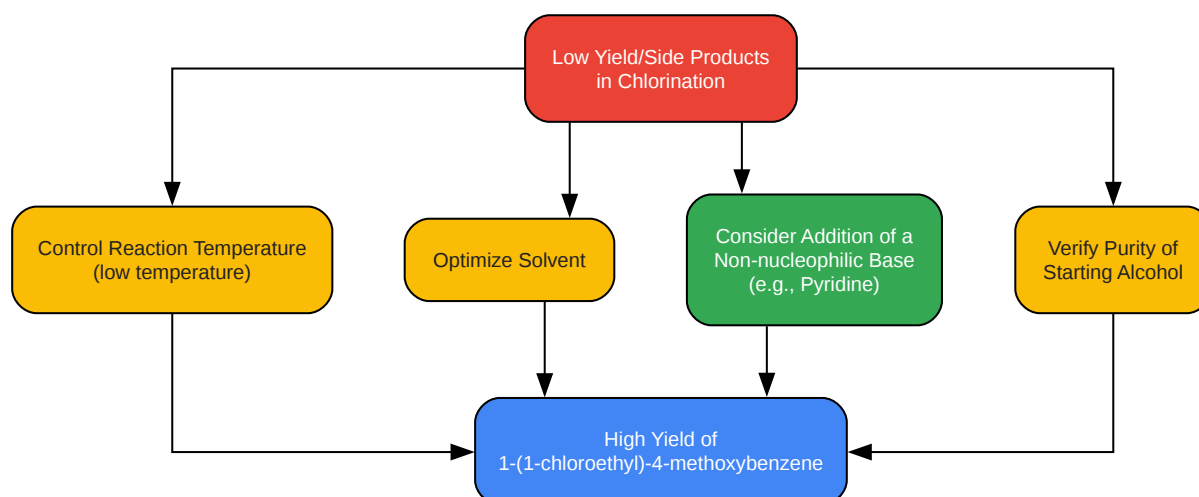 Low Yield/Side Products
in Chlorination
Control Reaction Temperature
(low temperature)
Optimize Solvent
Consider Addition of a
Non-nucleophilic Base
(e.g., Pyridine)
Verify Purity of
Starting Alcohol
High Yield of
1-(1-chloroethyl)-4-methoxybenzene